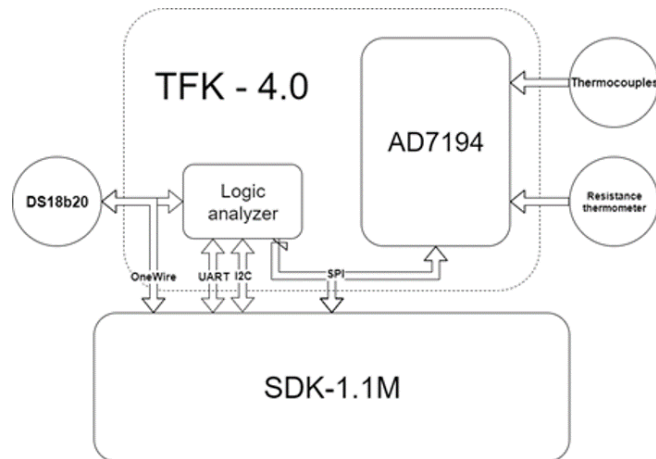 TFK - 4.0
AD7194
Thermocouples
DS18b20
Logic
analyzer
Resistance
thermometer
OneWire
UART
I2C
SPI
SDK-1.1M